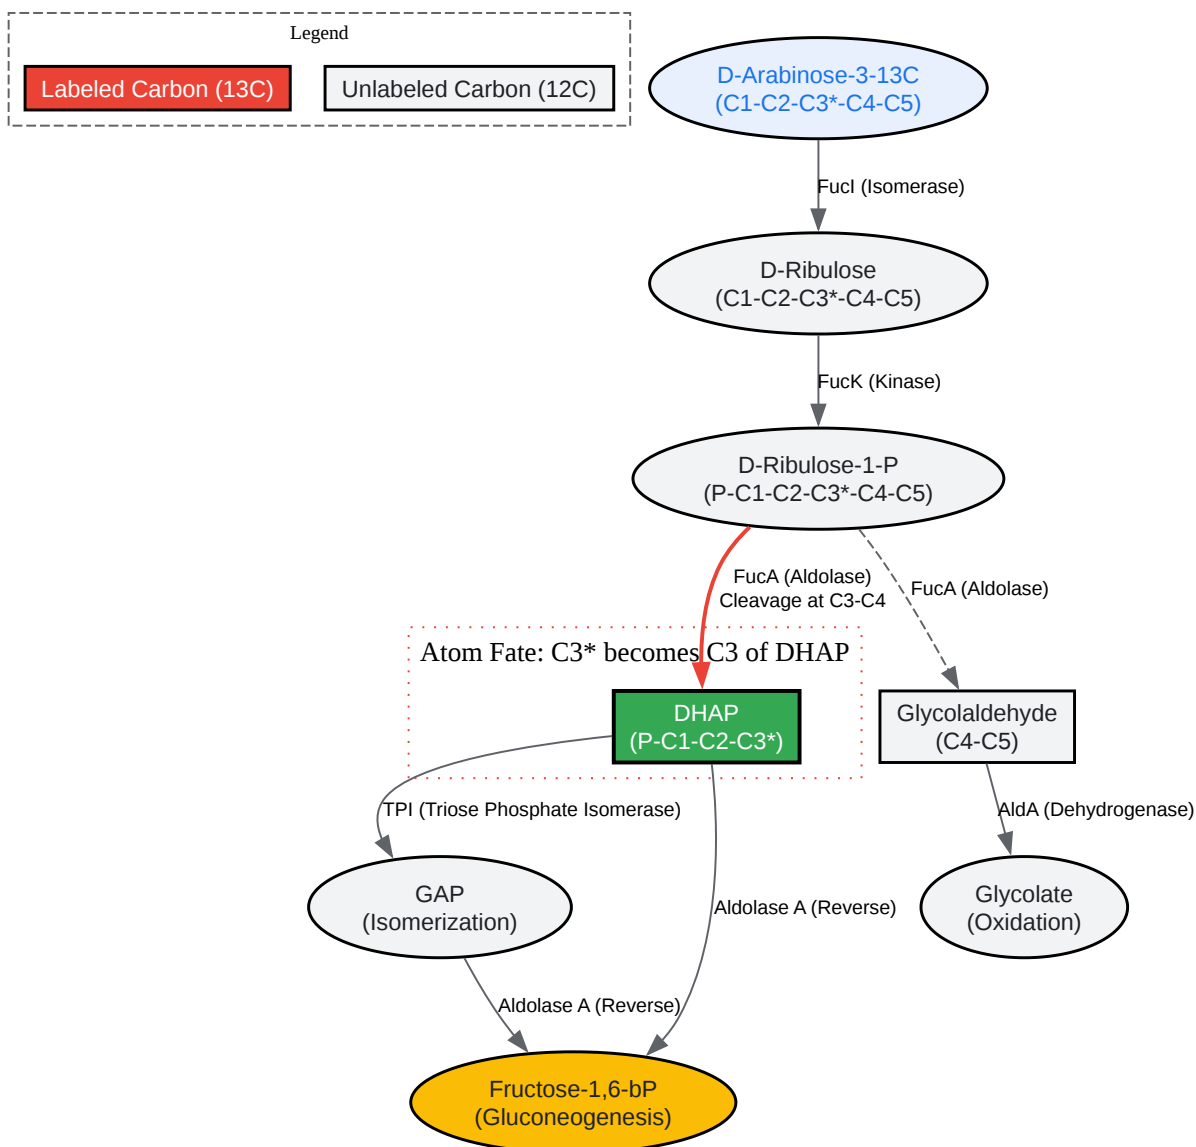 Legend
Labeled Carbon (13C)
Unlabeled Carbon (12C)
D-Arabinose-3-13C
(C1-C2-C3*-C4-C5)
FucI (Isomerase)
D-Ribulose
(C1-C2-C3*-C4-C5)
FucK (Kinase)
D-Ribulose-1-P
(P-C1-C2-C3*-C4-C5)
FucA (Aldolase)
Cleavage at C3-C4
FucA (Aldolase)
Atom Fate: C3* becomes C3 of DHAP
DHAP
(P-C1-C2-C3*)
Glycolaldehyde
(C4-C5)
TPI (Triose Phosphate Isomerase)
AldA (Dehydrogenase)
GAP
(Isomerization)
Aldolase A (Reverse)
Glycolate
(Oxidation)
Aldolase A (Reverse)
Fructose-1,6-bP
(Gluconeogenesis)